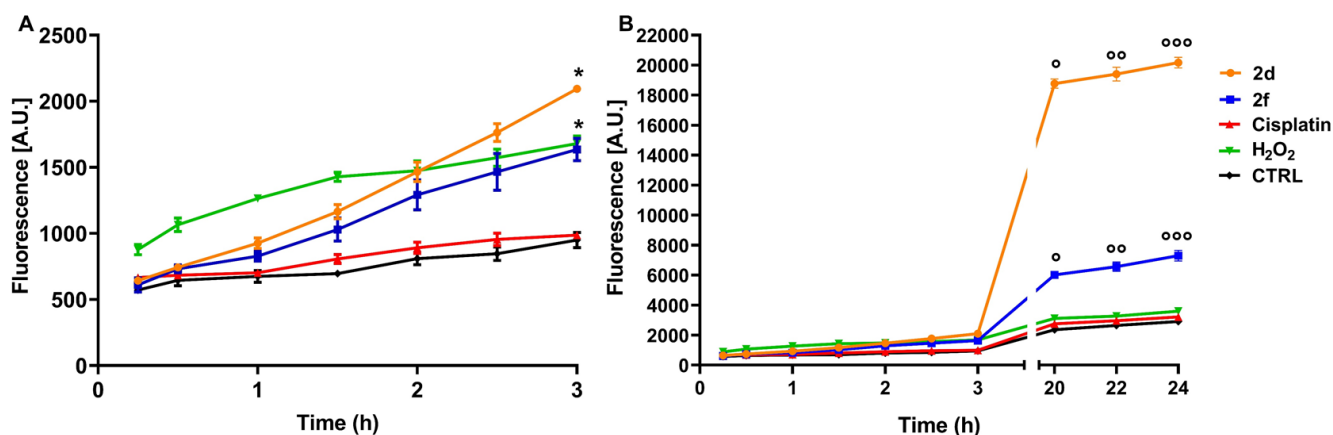 A
Fluorescence [A.U.]
2500
2000
1500
1000
500
0
*
*
0 1 2 3
Time (h)
B
Fluorescence [A.U.]
22000
20000
18000
16000
14000
12000
10000
8000
6000
4000
2000
0
° °° °°°
° °° °°°
0 1 2 3 20 22 24
Time (h)
2d
2f
Cisplatin
H₂O₂
CTRL